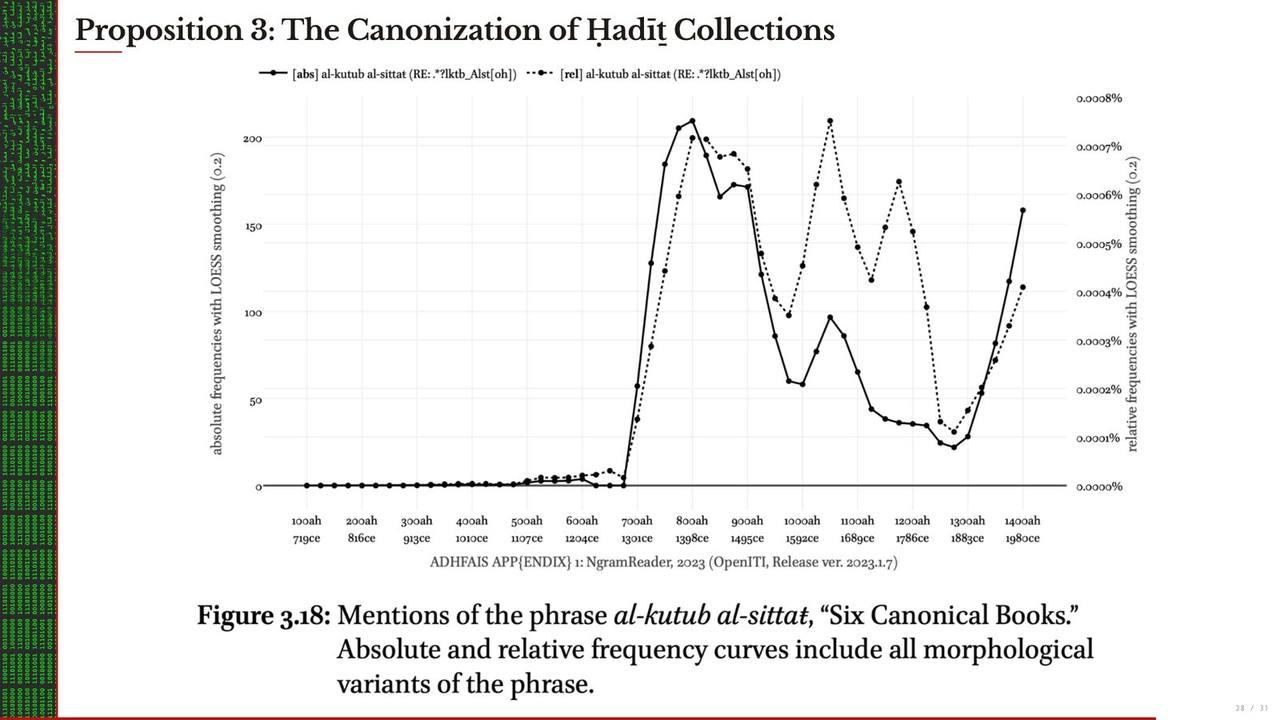 Proposition 3: The Canonization of Ḥadīṯ Collections
[abs] al-kutub al-sittaŧ (RE: .*?lktb_Alst[oh]) [rel] al-kutub al-sittaŧ (RE: .*?lktb_Alst[oh])
absolute frequencies with LOESS smoothing (0.2)
200
150
100
50
0
0.0008%
0.0007%
0.0006%
0.0005%
0.0004%
0.0003%
0.0002%
0.0001%
0.0000%
relative frequencies with LOESS smoothing (0.2)
100ah 200ah 300ah 400ah 500ah 600ah 700ah 800ah 900ah 1000ah 1100ah 1200ah 1300ah 1400ah
719ce 816ce 913ce 1010ce 1107ce 1204ce 1301ce 1398ce 1495ce 1592ce 1689ce 1786ce 1883ce 1980ce
ADHFAIS APP{ENDIX} 1: NgramReader, 2023 (OpenITI, Release ver. 2023.1.7)
Figure 3.18: Mentions of the phrase al-kutub al-sittaŧ, “Six Canonical Books.”
Absolute and relative frequency curves include all morphological
variants of the phrase.
28 / 31